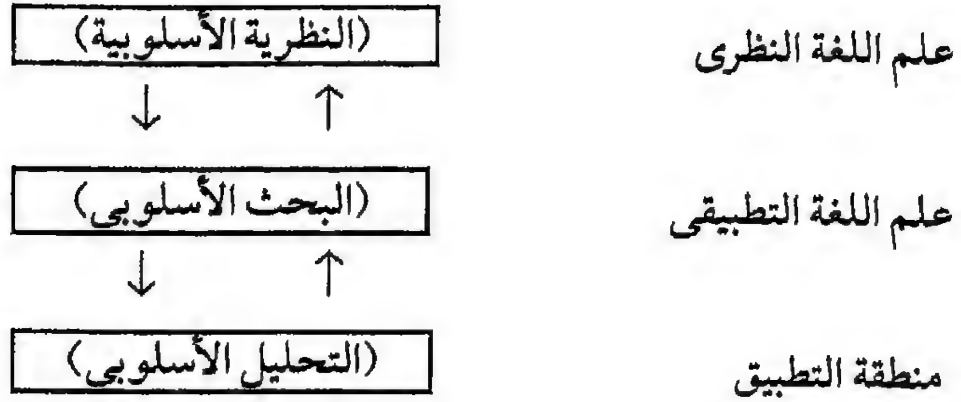 علم اللغة النظرى (النظرية الأسلوبية)
↓ ↑
علم اللغة التطبيقى (البحث الأسلوبى)
↓ ↑
منطقة التطبيق (التحليل الأسلوبى)